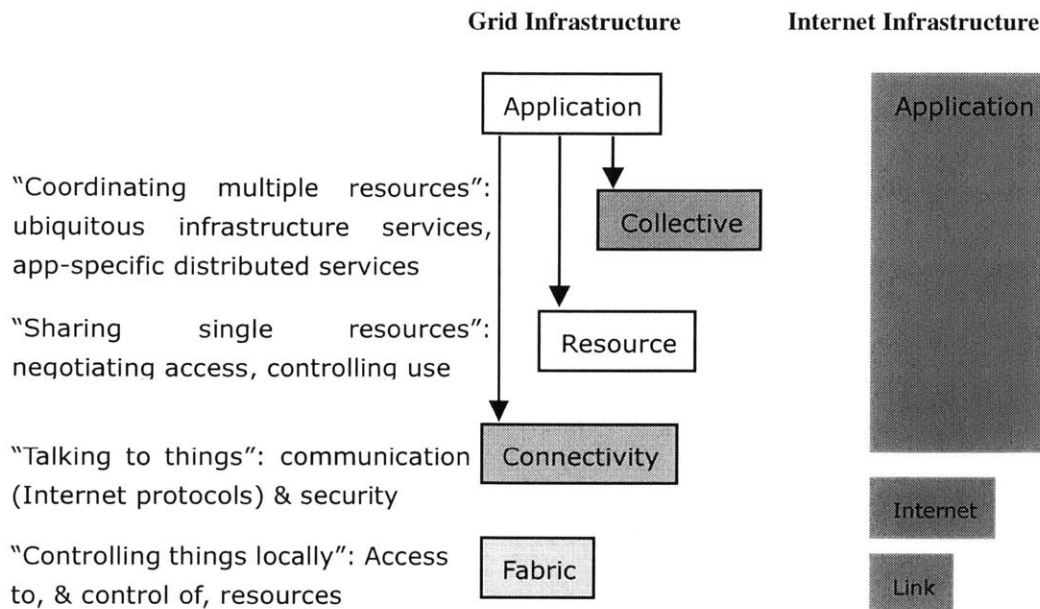 Grid Infrastructure
Internet Infrastructure
Application
Application
"Coordinating multiple resources":
ubiquitous infrastructure services,
app-specific distributed services
Collective
"Sharing single resources":
negotiating access, controlling use
Resource
"Talking to things": communication
(Internet protocols) & security
Connectivity
Internet
"Controlling things locally": Access
to, & control of, resources
Fabric
Link